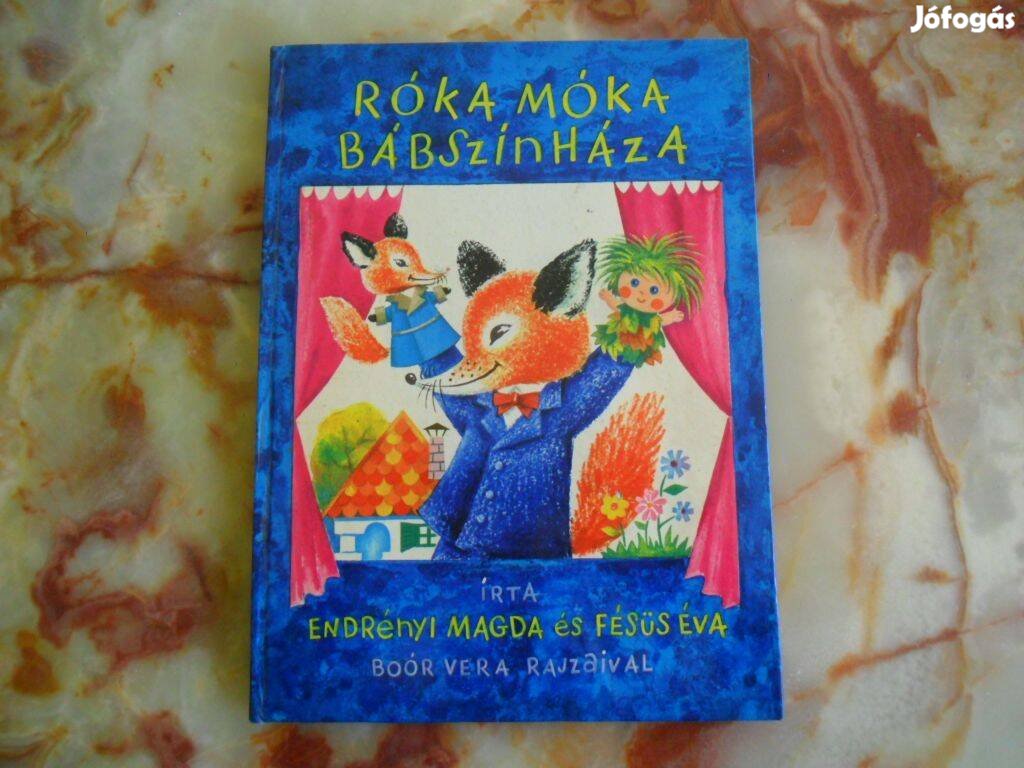 Jófogás
RÓKA MÓKA
BÁBSZíNHÁZA
íRTA
ENDRéNYI MAGDA éS FÉSÜS ÉVA
BOÓR VERA RAJZaIVAL